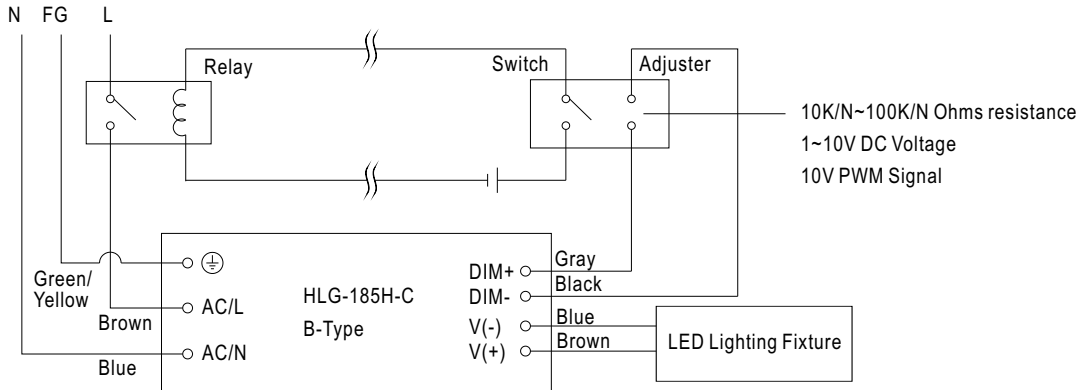 N FG L
Relay
Switch
Adjuster
10K/N~100K/N Ohms resistance
1~10V DC Voltage
10V PWM Signal
Green/
Yellow
Brown
Blue
AC/L
AC/N
HLG-185H-C
B-Type
DIM+
DIM-
V(-)
V(+)
Gray
Black
Blue
Brown
LED Lighting Fixture